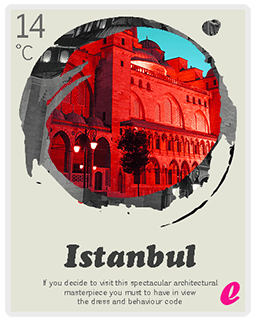 14
°C
Istanbul
If you decide to visit this spectacular architectural
masterpiece you must to have in view
the dress and behaviour code
e